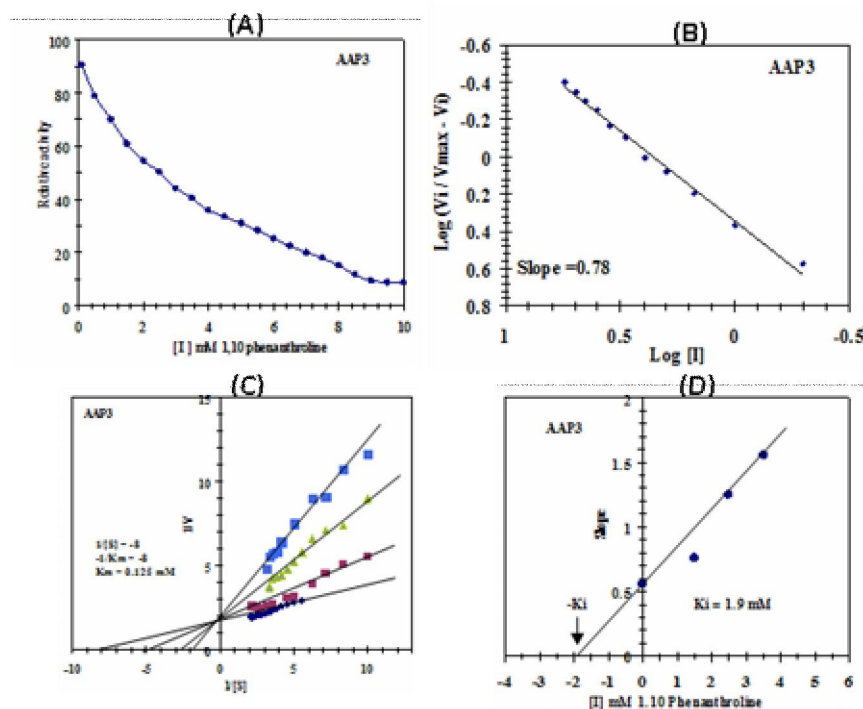 (A)
AAP3
100
80
60
40
20
0
Relative activity
0 2 4 6 8 10
[I] mM 1,10 phenanthroline
(B)
AAP3
-0.6
-0.4
-0.2
0
0.2
0.4
0.6
0.8
Log (Vi / Vmax - Vi)
Slope =0.78
1 0.5 0 -0.5
Log [I]
(C)
AAP3
15
10
5
0
1/V
1/[S] = -8
-1/Km = -8
Km = 0.125 mM
-10 -5 0 5 10
1/[S]
(D)
AAP3
2
1.5
1
0.5
0
Slope
-Ki
Ki = 1.9 mM
-4 -3 -2 -1 0 1 2 3 4 5 6
[I] mM 1.10 Phenanthroline